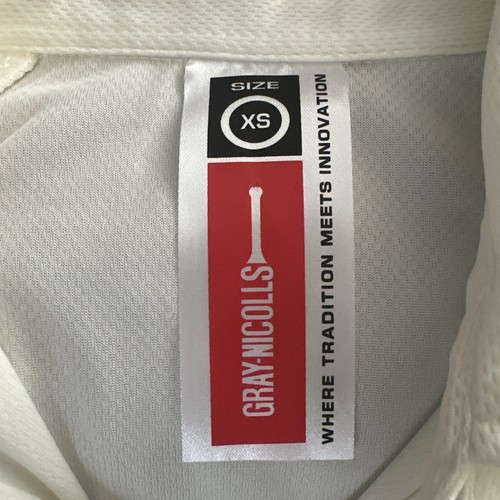 SIZE
XS
GRAY-NICOLLS
WHERE TRADITION MEETS INNOVATION